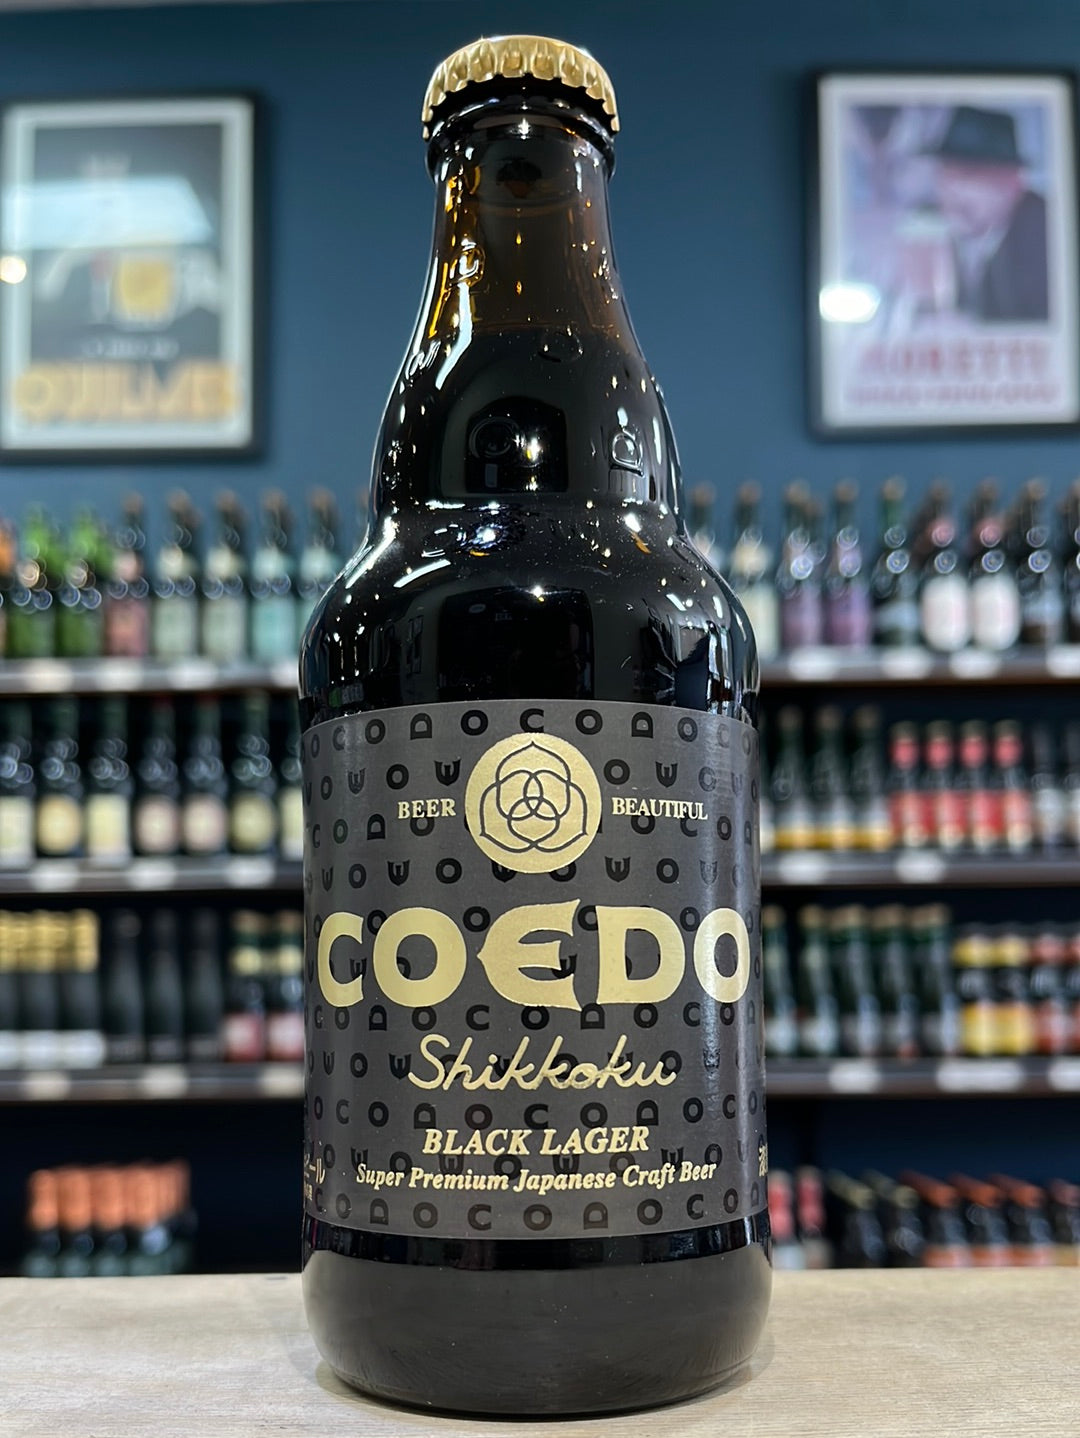 BEER BEAUTIFUL
COEDO
Shikkoku
BLACK LAGER
Super Premium Japanese Craft Beer